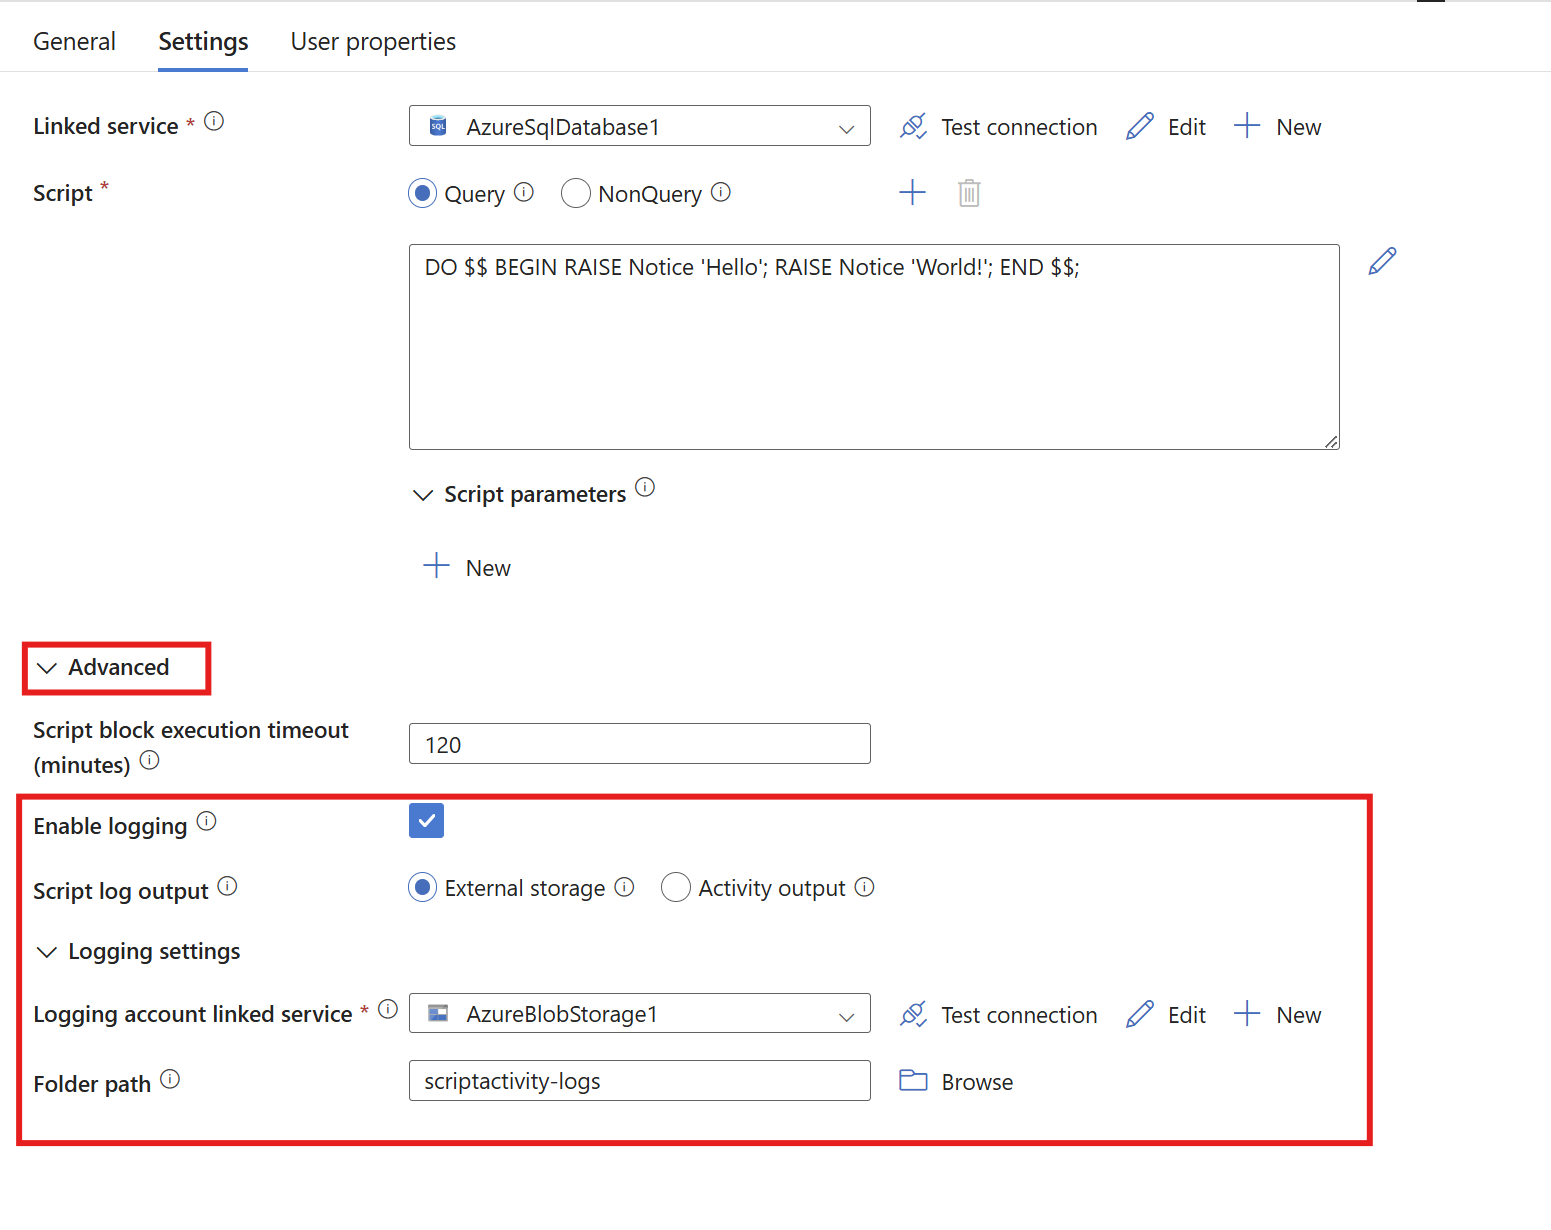 General Settings User properties
Linked service * AzureSqlDatabase1 Test connection Edit New
Script * Query NonQuery
DO $$ BEGIN RAISE Notice 'Hello'; RAISE Notice 'World!'; END $$;
Script parameters
New
Advanced
Script block execution timeout
(minutes) 120
Enable logging
Script log output External storage Activity output
Logging settings
Logging account linked service * AzureBlobStorage1 Test connection Edit New
Folder path scriptactivity-logs Browse